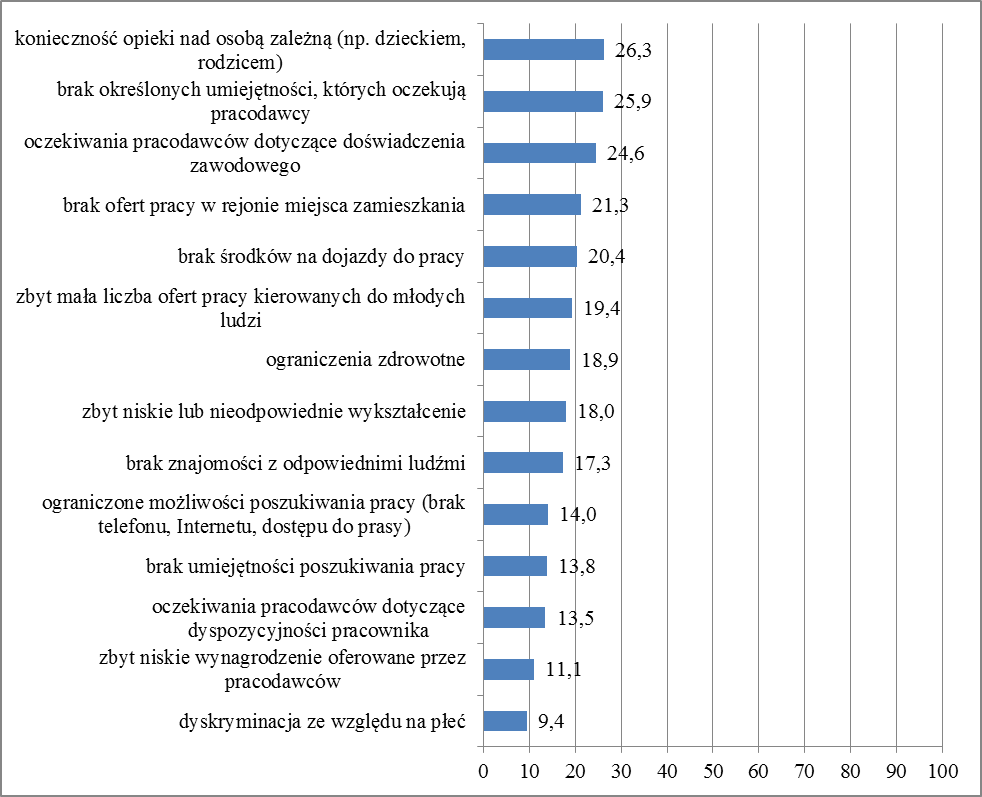 konieczność opieki nad osobą zależną (np. dzieckiem,
rodzicem)
26,3
brak określonych umiejętności, których oczekują
pracodawcy
25,9
oczekiwania pracodawców dotyczące doświadczenia
zawodowego
24,6
brak ofert pracy w rejonie miejsca zamieszkania
21,3
brak środków na dojazdy do pracy
20,4
zbyt mała liczba ofert pracy kierowanych do młodych
ludzi
19,4
ograniczenia zdrowotne
18,9
zbyt niskie lub nieodpowiednie wykształcenie
18,0
brak znajomości z odpowiednimi ludźmi
17,3
ograniczone możliwości poszukiwania pracy (brak
telefonu, Internetu, dostępu do prasy)
14,0
brak umiejętności poszukiwania pracy
13,8
oczekiwania pracodawców dotyczące
dyspozycyjności pracownika
13,5
zbyt niskie wynagrodzenie oferowane przez
pracodawców
11,1
dyskryminacja ze względu na płeć
9,4
0 10 20 30 40 50 60 70 80 90 100